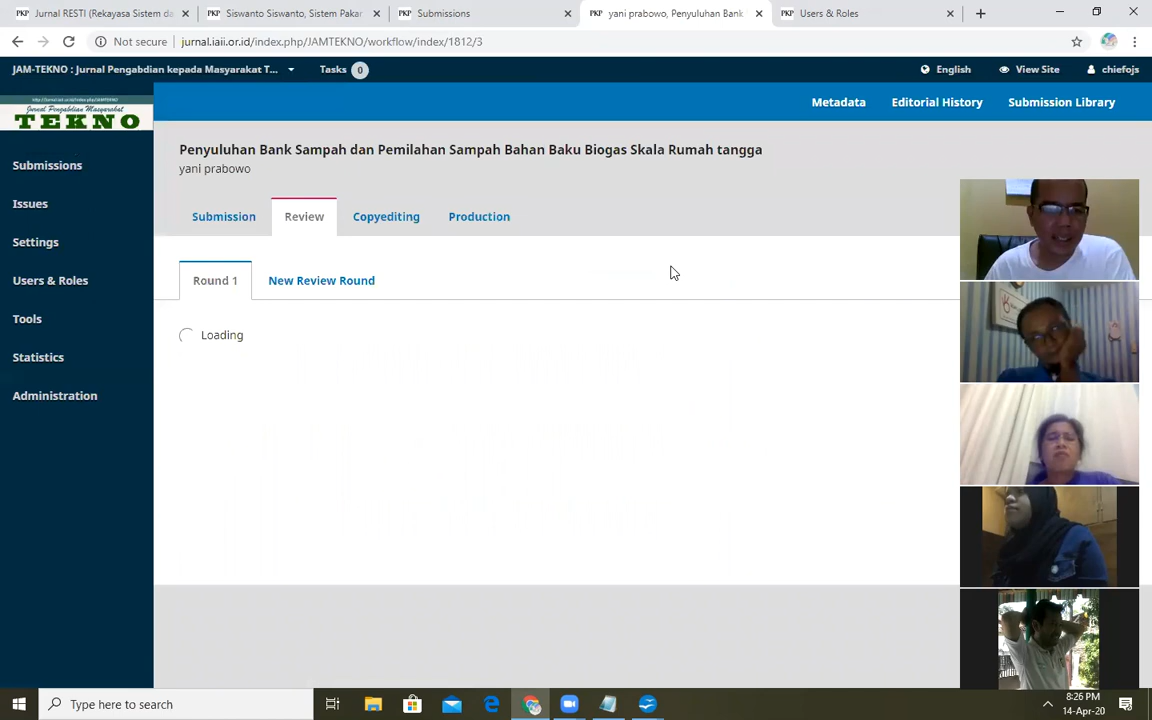 Jurnal RESTI (Rekayasa Sistem da
Siswanto Siswanto, Sistem Pakar
Submissions
yani prabowo, Penyuluhan Bank
Users & Roles
Not secure
jurnal.iaii.or.id/index.php/JAMTEKNO/workflow/index/1812/3
JAM-TEKNO : Jurnal Pengabdian kepada Masyarakat T...
Tasks 0
English
View Site
chiefojs
Jurnal Pengabdian Masyarakat
TEKNO
Metadata
Editorial History
Submission Library
Submissions
Issues
Settings
Users & Roles
Tools
Statistics
Administration
Penyuluhan Bank Sampah dan Pemilahan Sampah Bahan Baku Biogas Skala Rumah tangga
yani prabowo
Submission
Review
Copyediting
Production
Round 1
New Review Round
Loading
Type here to search
8:26 PM
14-Apr-20